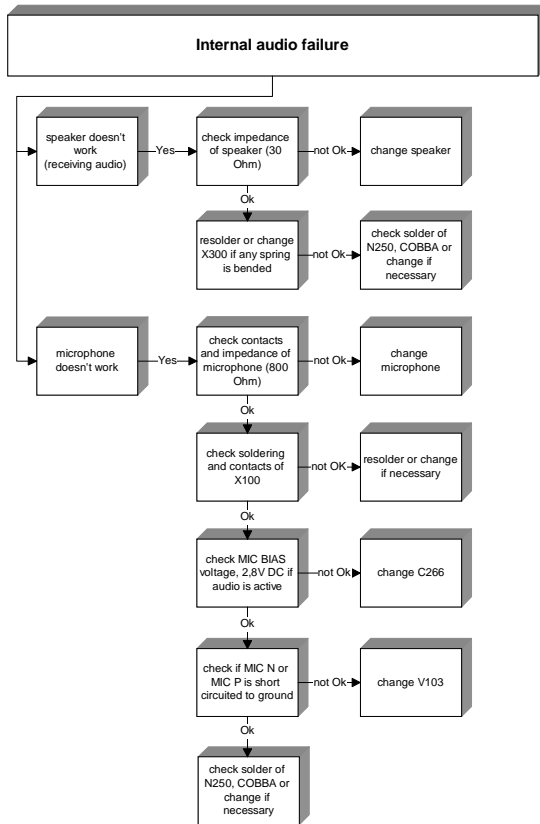 Internal audio failure
speaker doesn't
work
(receiving audio)
Yes
check impedance
of speaker (30
Ohm)
not Ok
change speaker
Ok
resolder or change
X300 if any spring
is bended
not Ok
check solder of
N250, COBBA or
change if
necessary
microphone
doesn't work
Yes
check contacts
and impedance of
microphone (800
Ohm)
not Ok
change
microphone
Ok
check soldering
and contacts of
X100
not OK
resolder or change
if necessary
Ok
check MIC BIAS
voltage, 2,8V DC if
audio is active
not Ok
change C266
Ok
check if MIC N or
MIC P is short
circuited to ground
not Ok
change V103
Ok
check solder of
N250, COBBA or
change if
necessary